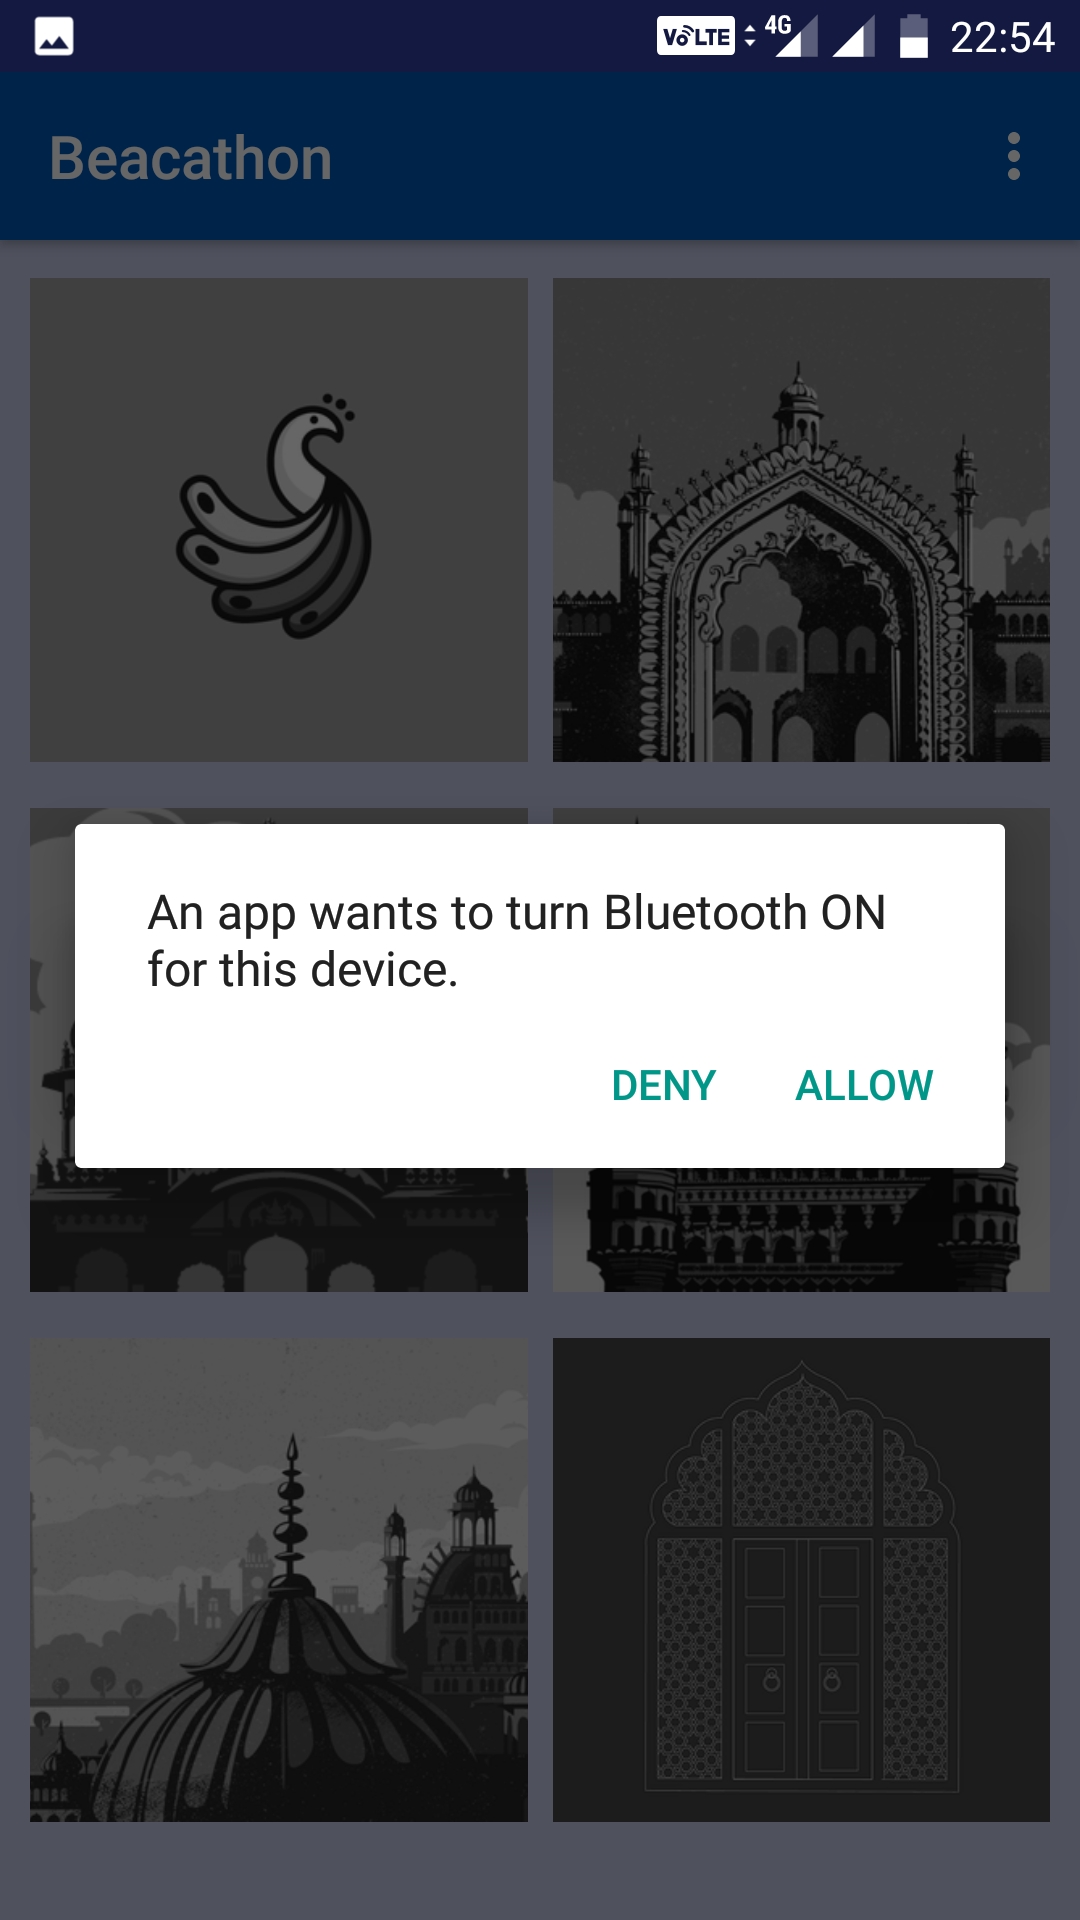 VoLTE 4G 22:54
Beacathon
An app wants to turn Bluetooth ON
for this device.
DENY ALLOW